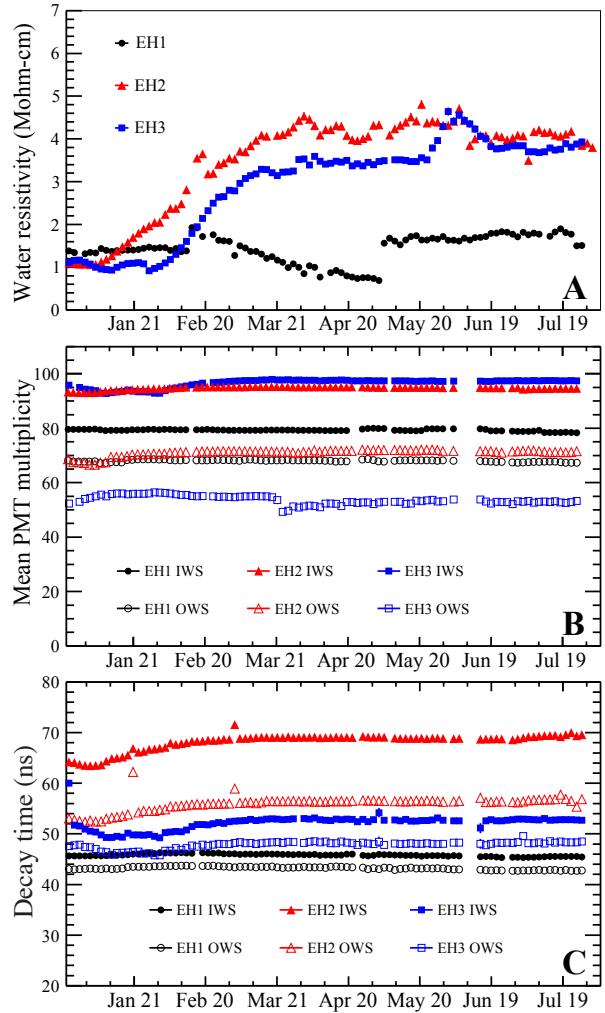 Water resistivity (Mohm-cm)
7
6
5
4
3
2
1
0
EH1
EH2
EH3
A
Jan 21 Feb 20 Mar 21 Apr 20 May 20 Jun 19 Jul 19
Mean PMT multiplicity
100
80
60
40
20
0
EH1 IWS EH2 IWS EH3 IWS
EH1 OWS EH2 OWS EH3 OWS
B
Jan 21 Feb 20 Mar 21 Apr 20 May 20 Jun 19 Jul 19
Decay time (ns)
80
70
60
50
40
30
20
EH1 IWS EH2 IWS EH3 IWS
EH1 OWS EH2 OWS EH3 OWS
C
Jan 21 Feb 20 Mar 21 Apr 20 May 20 Jun 19 Jul 19